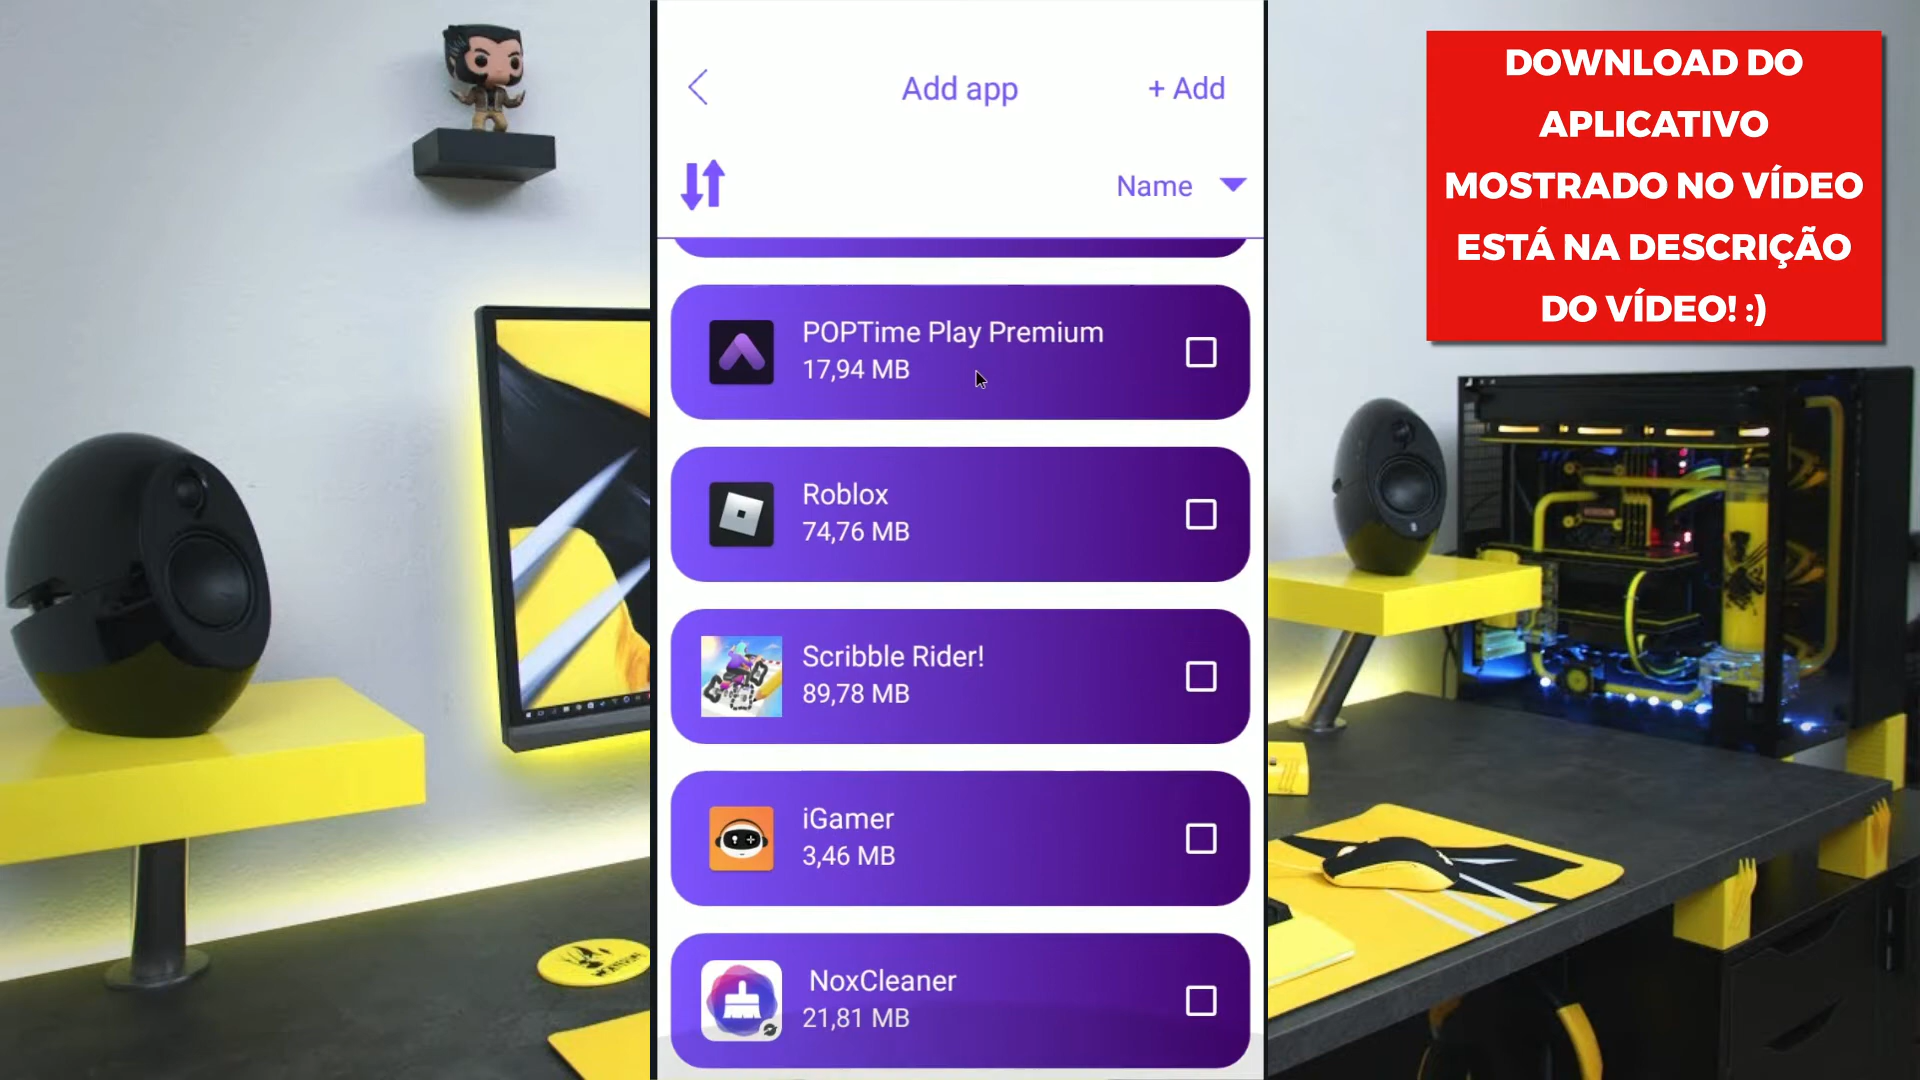 Add app
+ Add
Name
POPTime Play Premium
17,94 MB
Roblox
74,76 MB
Scribble Rider!
89,78 MB
iGamer
3,46 MB
NoxCleaner
21,81 MB
DOWNLOAD DO
APLICATIVO
MOSTRADO NO VÍDEO
ESTÁ NA DESCRIÇÃO
DO VÍDEO! :)